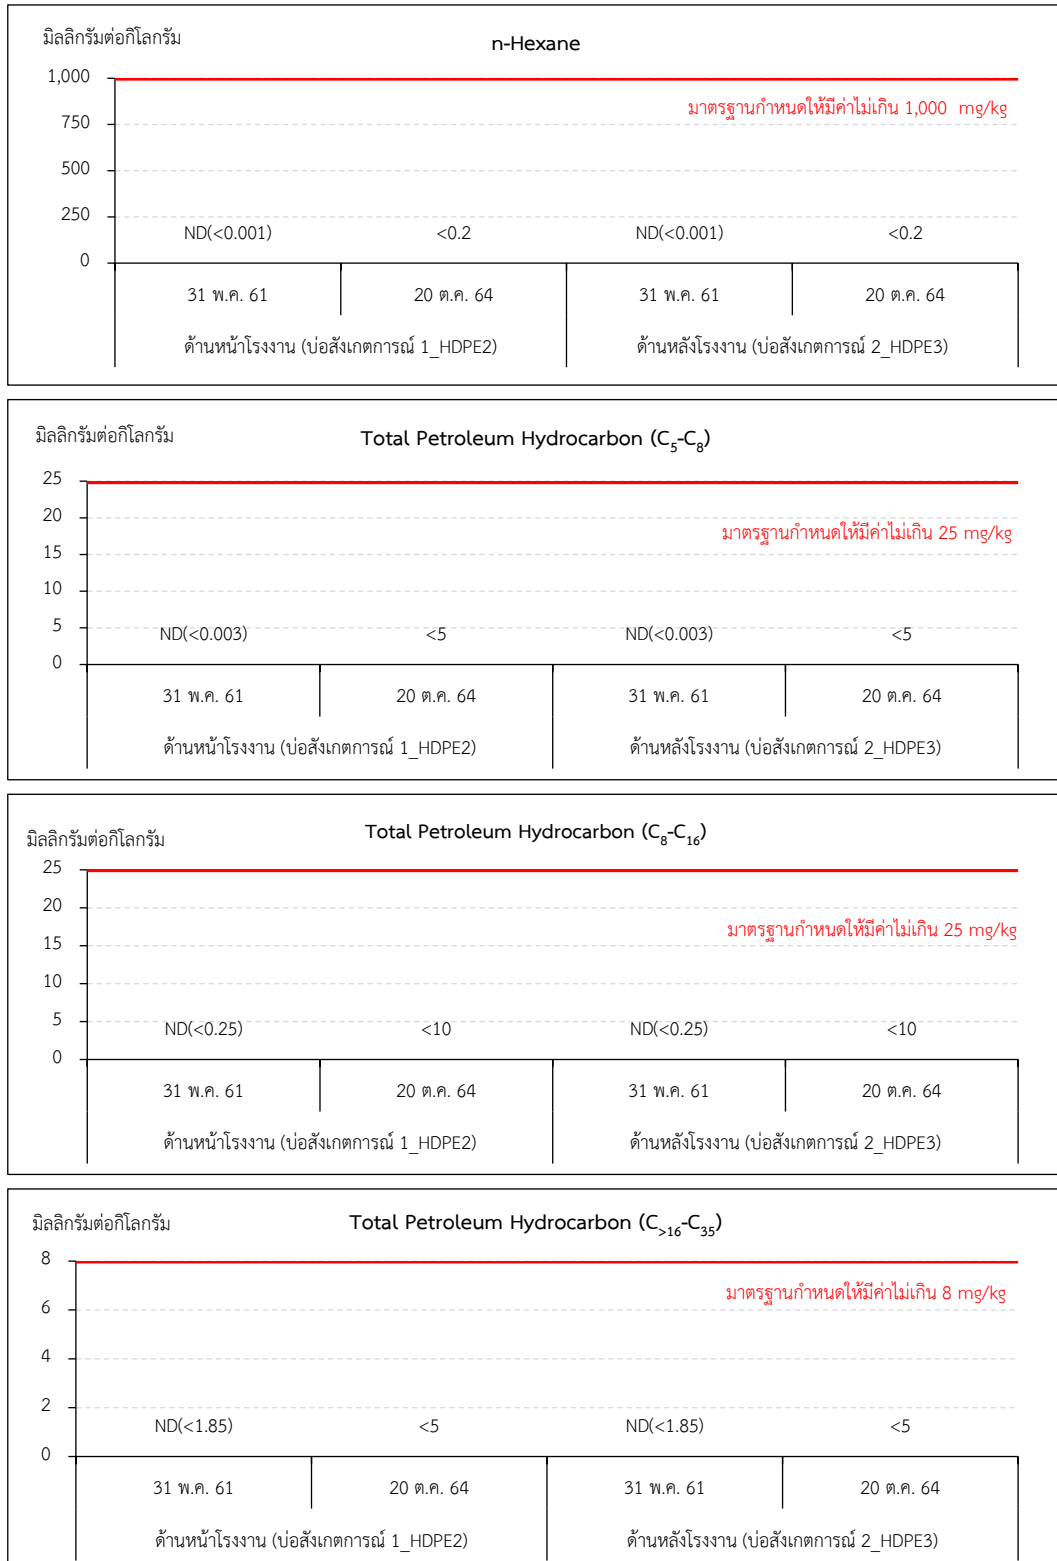 มิลลิกรัมต่อกิโลกรัม
n-Hexane
1,000
มาตรฐานกำหนดให้มีค่าไม่เกิน 1,000 mg/kg
750
500
250
ND(<0.001) <0.2 ND(<0.001) <0.2
0
31 พ.ค. 61 20 ต.ค. 64 31 พ.ค. 61 20 ต.ค. 64
ด้านหน้าโรงงาน (บ่อสังเกตการณ์ 1_HDPE2) ด้านหลังโรงงาน (บ่อสังเกตการณ์ 2_HDPE3)
มิลลิกรัมต่อกิโลกรัม Total Petroleum Hydrocarbon (C₅-C₈)
25
20
มาตรฐานกำหนดให้มีค่าไม่เกิน 25 mg/kg
15
10
5 ND(<0.003) <5 ND(<0.003) <5
0
31 พ.ค. 61 20 ต.ค. 64 31 พ.ค. 61 20 ต.ค. 64
ด้านหน้าโรงงาน (บ่อสังเกตการณ์ 1_HDPE2) ด้านหลังโรงงาน (บ่อสังเกตการณ์ 2_HDPE3)
มิลลิกรัมต่อกิโลกรัม Total Petroleum Hydrocarbon (C₈-C₁₆)
25
20
มาตรฐานกำหนดให้มีค่าไม่เกิน 25 mg/kg
15
10
5 ND(<0.25) <10 ND(<0.25) <10
0
31 พ.ค. 61 20 ต.ค. 64 31 พ.ค. 61 20 ต.ค. 64
ด้านหน้าโรงงาน (บ่อสังเกตการณ์ 1_HDPE2) ด้านหลังโรงงาน (บ่อสังเกตการณ์ 2_HDPE3)
มิลลิกรัมต่อกิโลกรัม Total Petroleum Hydrocarbon (C>₁₆-C₃₅)
8
มาตรฐานกำหนดให้มีค่าไม่เกิน 8 mg/kg
6
4
2
ND(<1.85) <5 ND(<1.85) <5
0
31 พ.ค. 61 20 ต.ค. 64 31 พ.ค. 61 20 ต.ค. 64
ด้านหน้าโรงงาน (บ่อสังเกตการณ์ 1_HDPE2) ด้านหลังโรงงาน (บ่อสังเกตการณ์ 2_HDPE3)